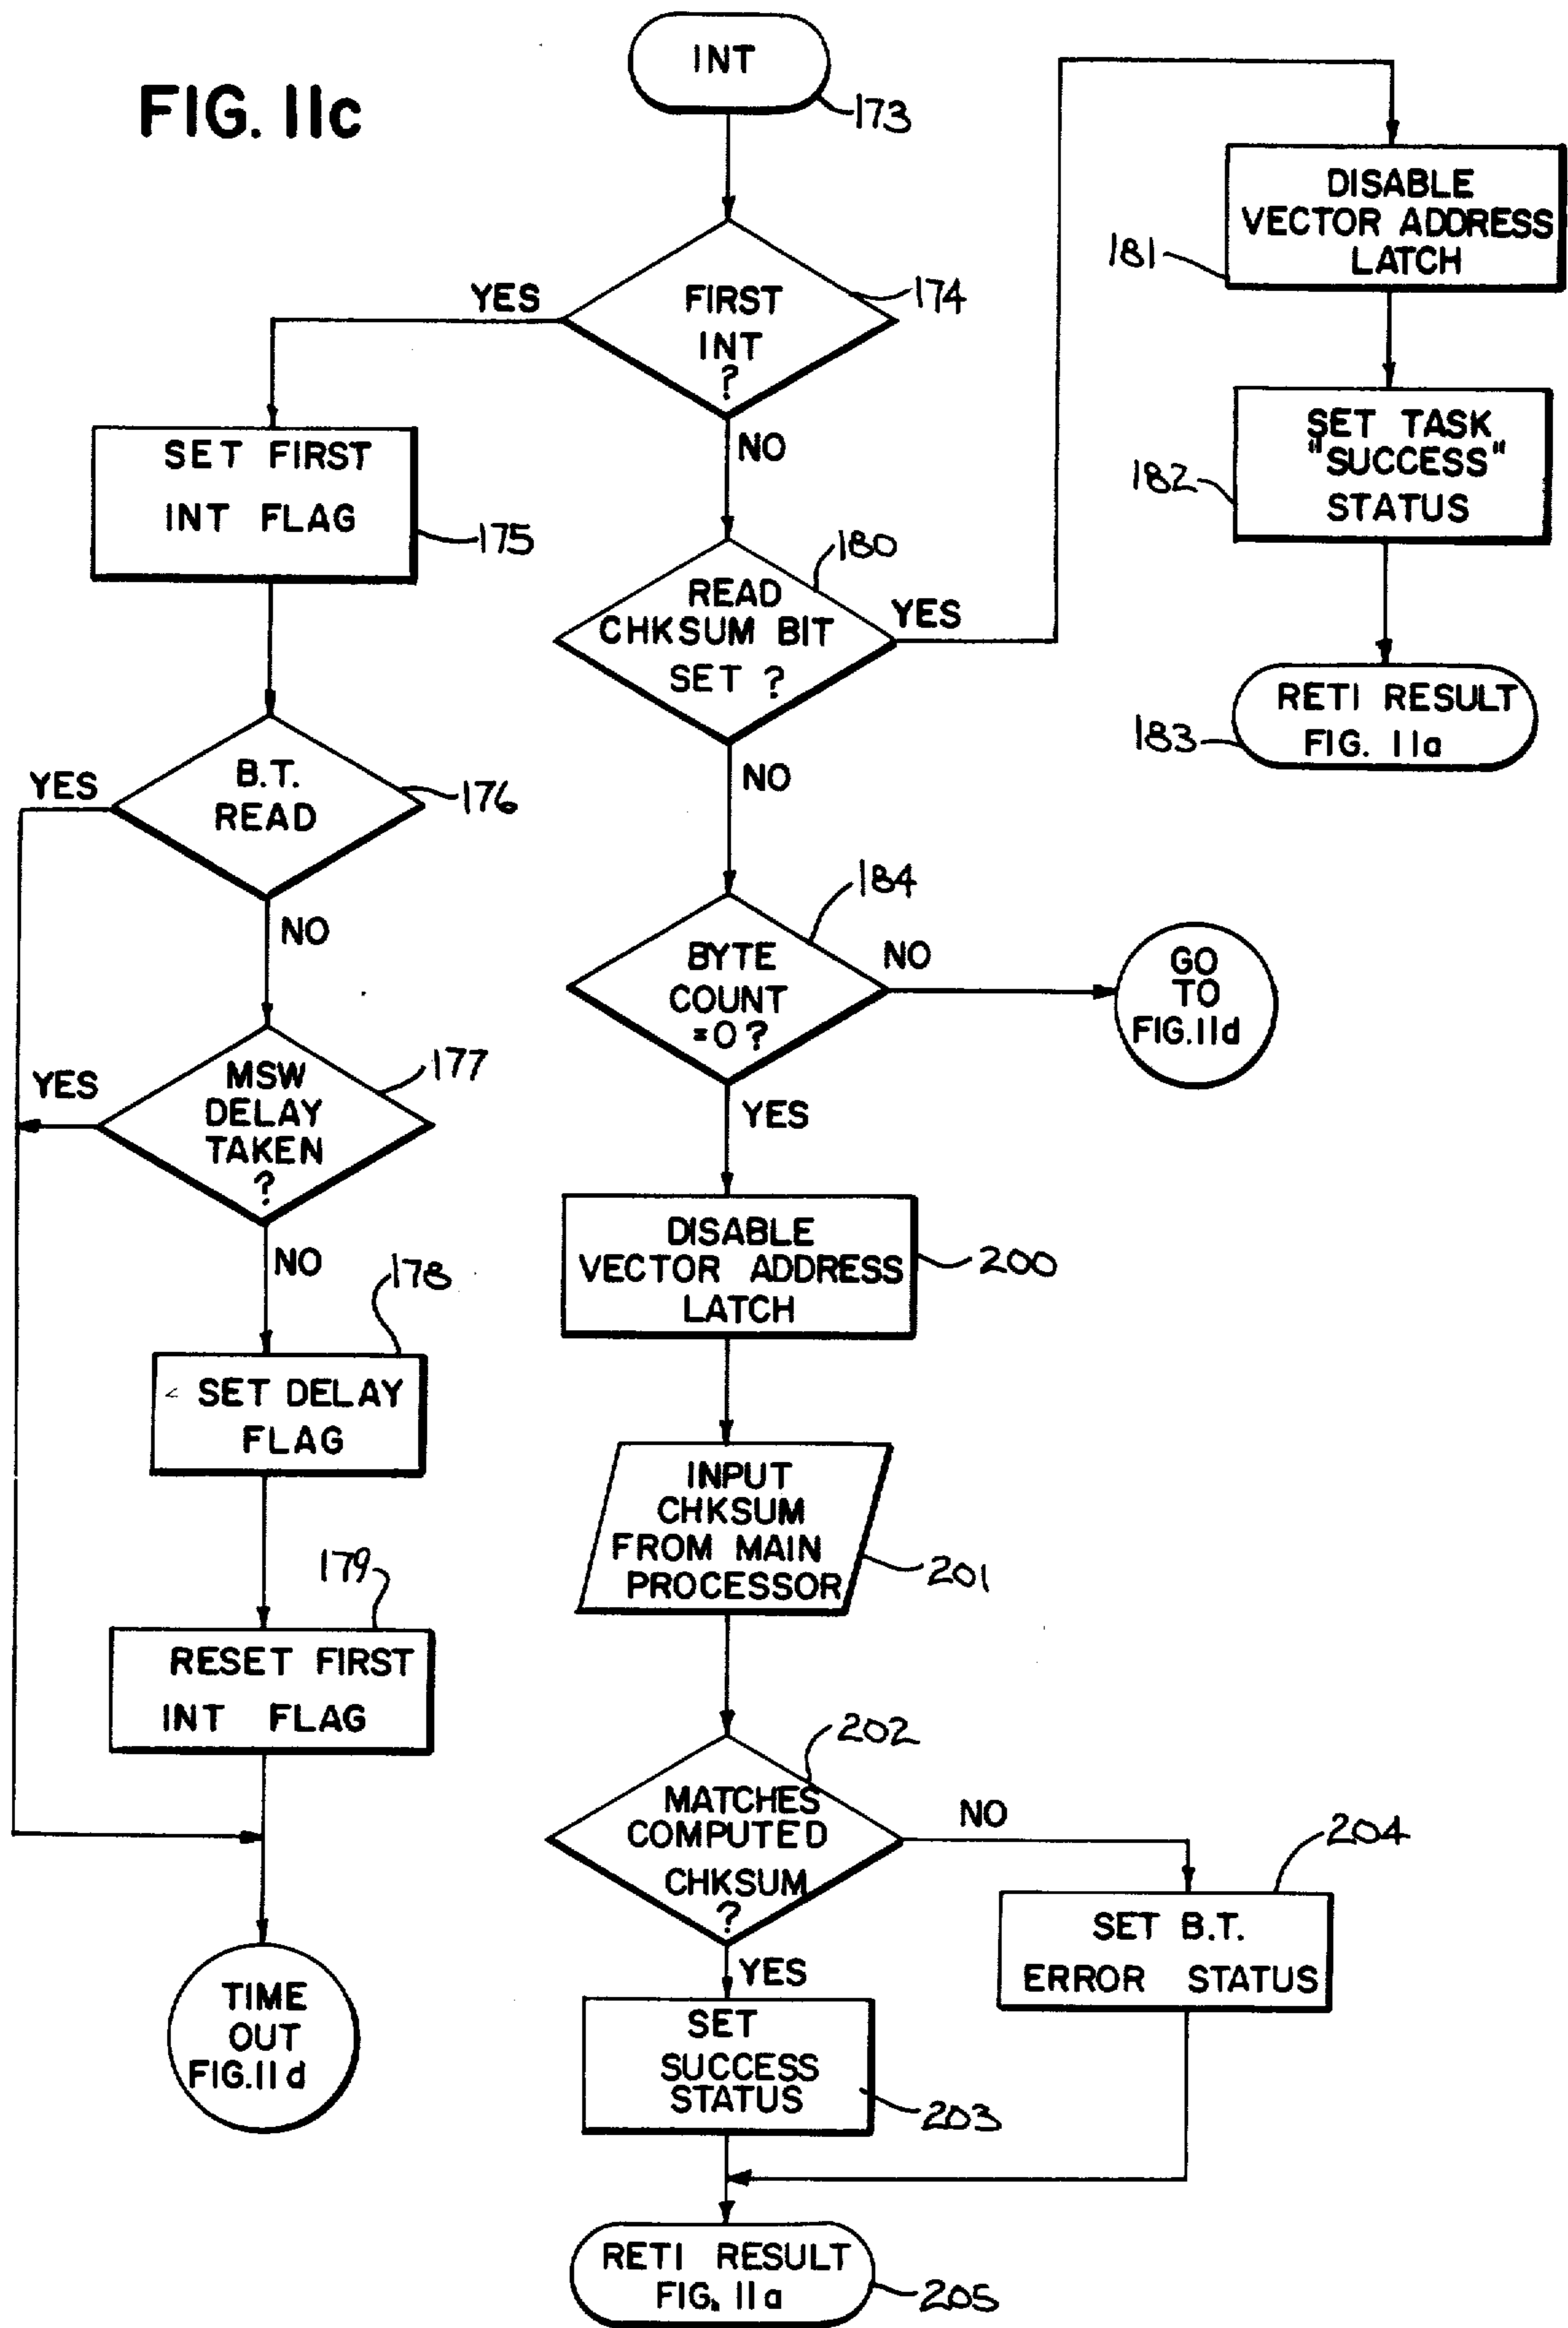 FIG. 11c
INT
173
FIRST
INT
?
174
YES
NO
SET FIRST
INT FLAG
175
B.T.
READ
176
YES
NO
MSW
DELAY
TAKEN
?
177
YES
NO
SET DELAY
FLAG
178
RESET FIRST
INT FLAG
179
TIME
OUT
FIG.11d
READ
CHKSUM BIT
SET ?
180
YES
NO
DISABLE
VECTOR ADDRESS
LATCH
181
SET TASK
"SUCCESS"
STATUS
182
RETI RESULT
FIG. 11a
183
BYTE
COUNT
=0?
184
NO
YES
GO
TO
FIG.11d
DISABLE
VECTOR ADDRESS
LATCH
200
INPUT
CHKSUM
FROM MAIN
PROCESSOR
201
MATCHES
COMPUTED
CHKSUM
?
202
NO
YES
SET B.T.
ERROR STATUS
204
SET
SUCCESS
STATUS
203
RETI RESULT
FIG. 11a
205